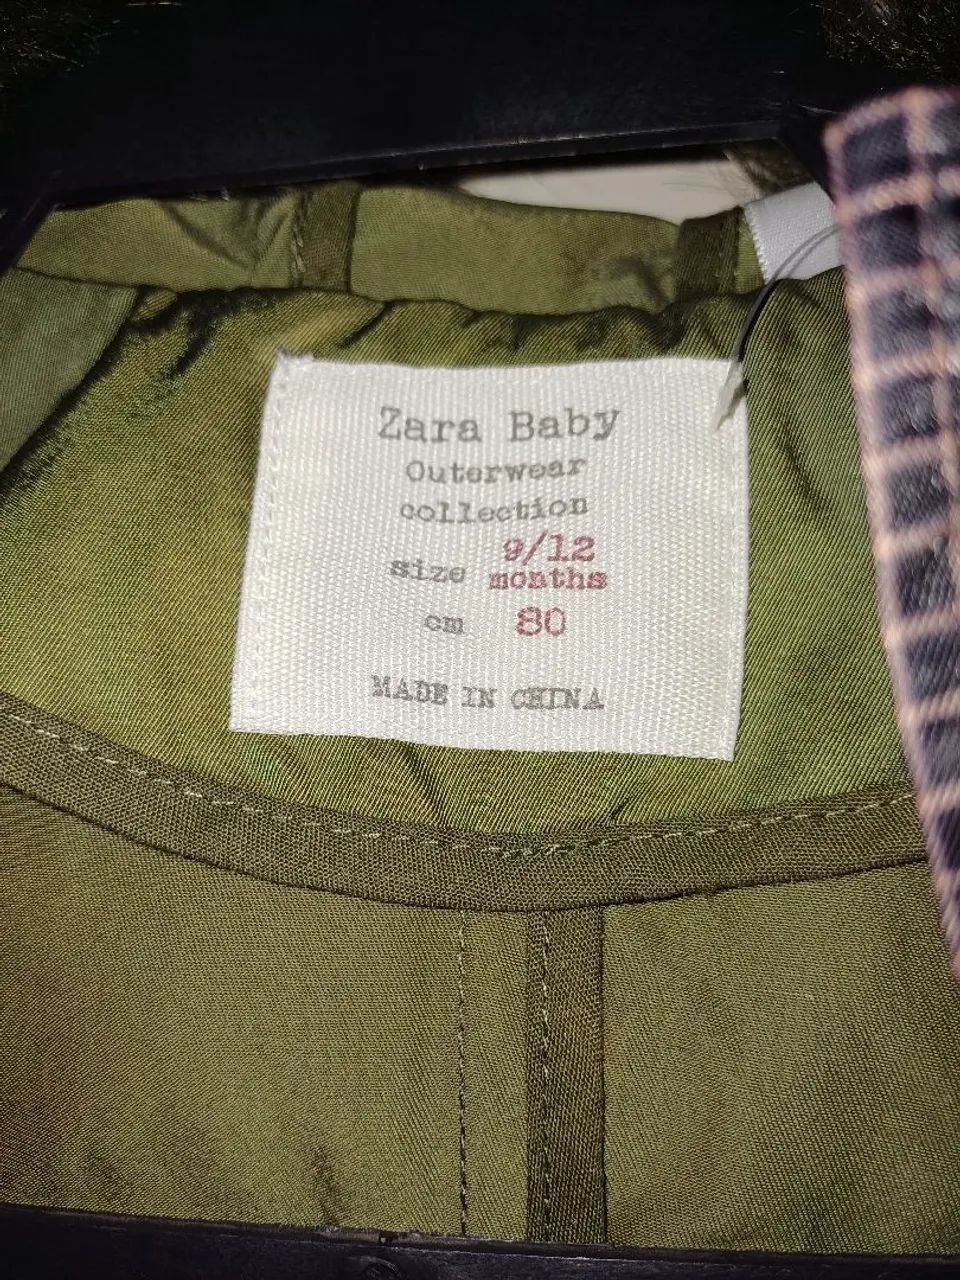 Zara Baby
Outerwear
collection
size 9/12
months
cm 80
MADE IN CHINA